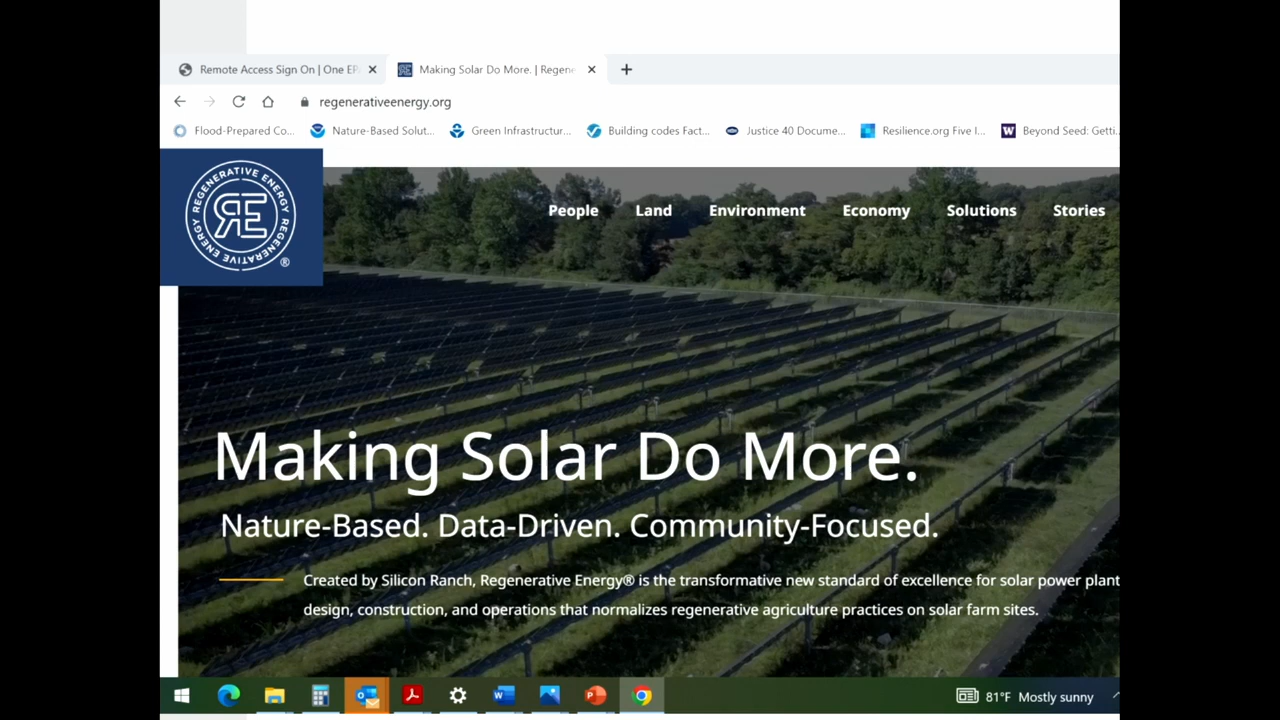 Remote Access Sign On | One EP
Making Solar Do More. | Regene
regenerativeenergy.org
Flood-Prepared Co...
Nature-Based Solut...
Green Infrastructur...
Building codes Fact...
Justice 40 Docume...
Resilience.org Five I...
W Beyond Seed: Getti...
REGENERATIVE ENERGY REGENERATIVE ENERGY
RE
®
People Land Environment Economy Solutions Stories
Making Solar Do More.
Nature-Based. Data-Driven. Community-Focused.
Created by Silicon Ranch, Regenerative Energy® is the transformative new standard of excellence for solar power plant
design, construction, and operations that normalizes regenerative agriculture practices on solar farm sites.
81°F Mostly sunny